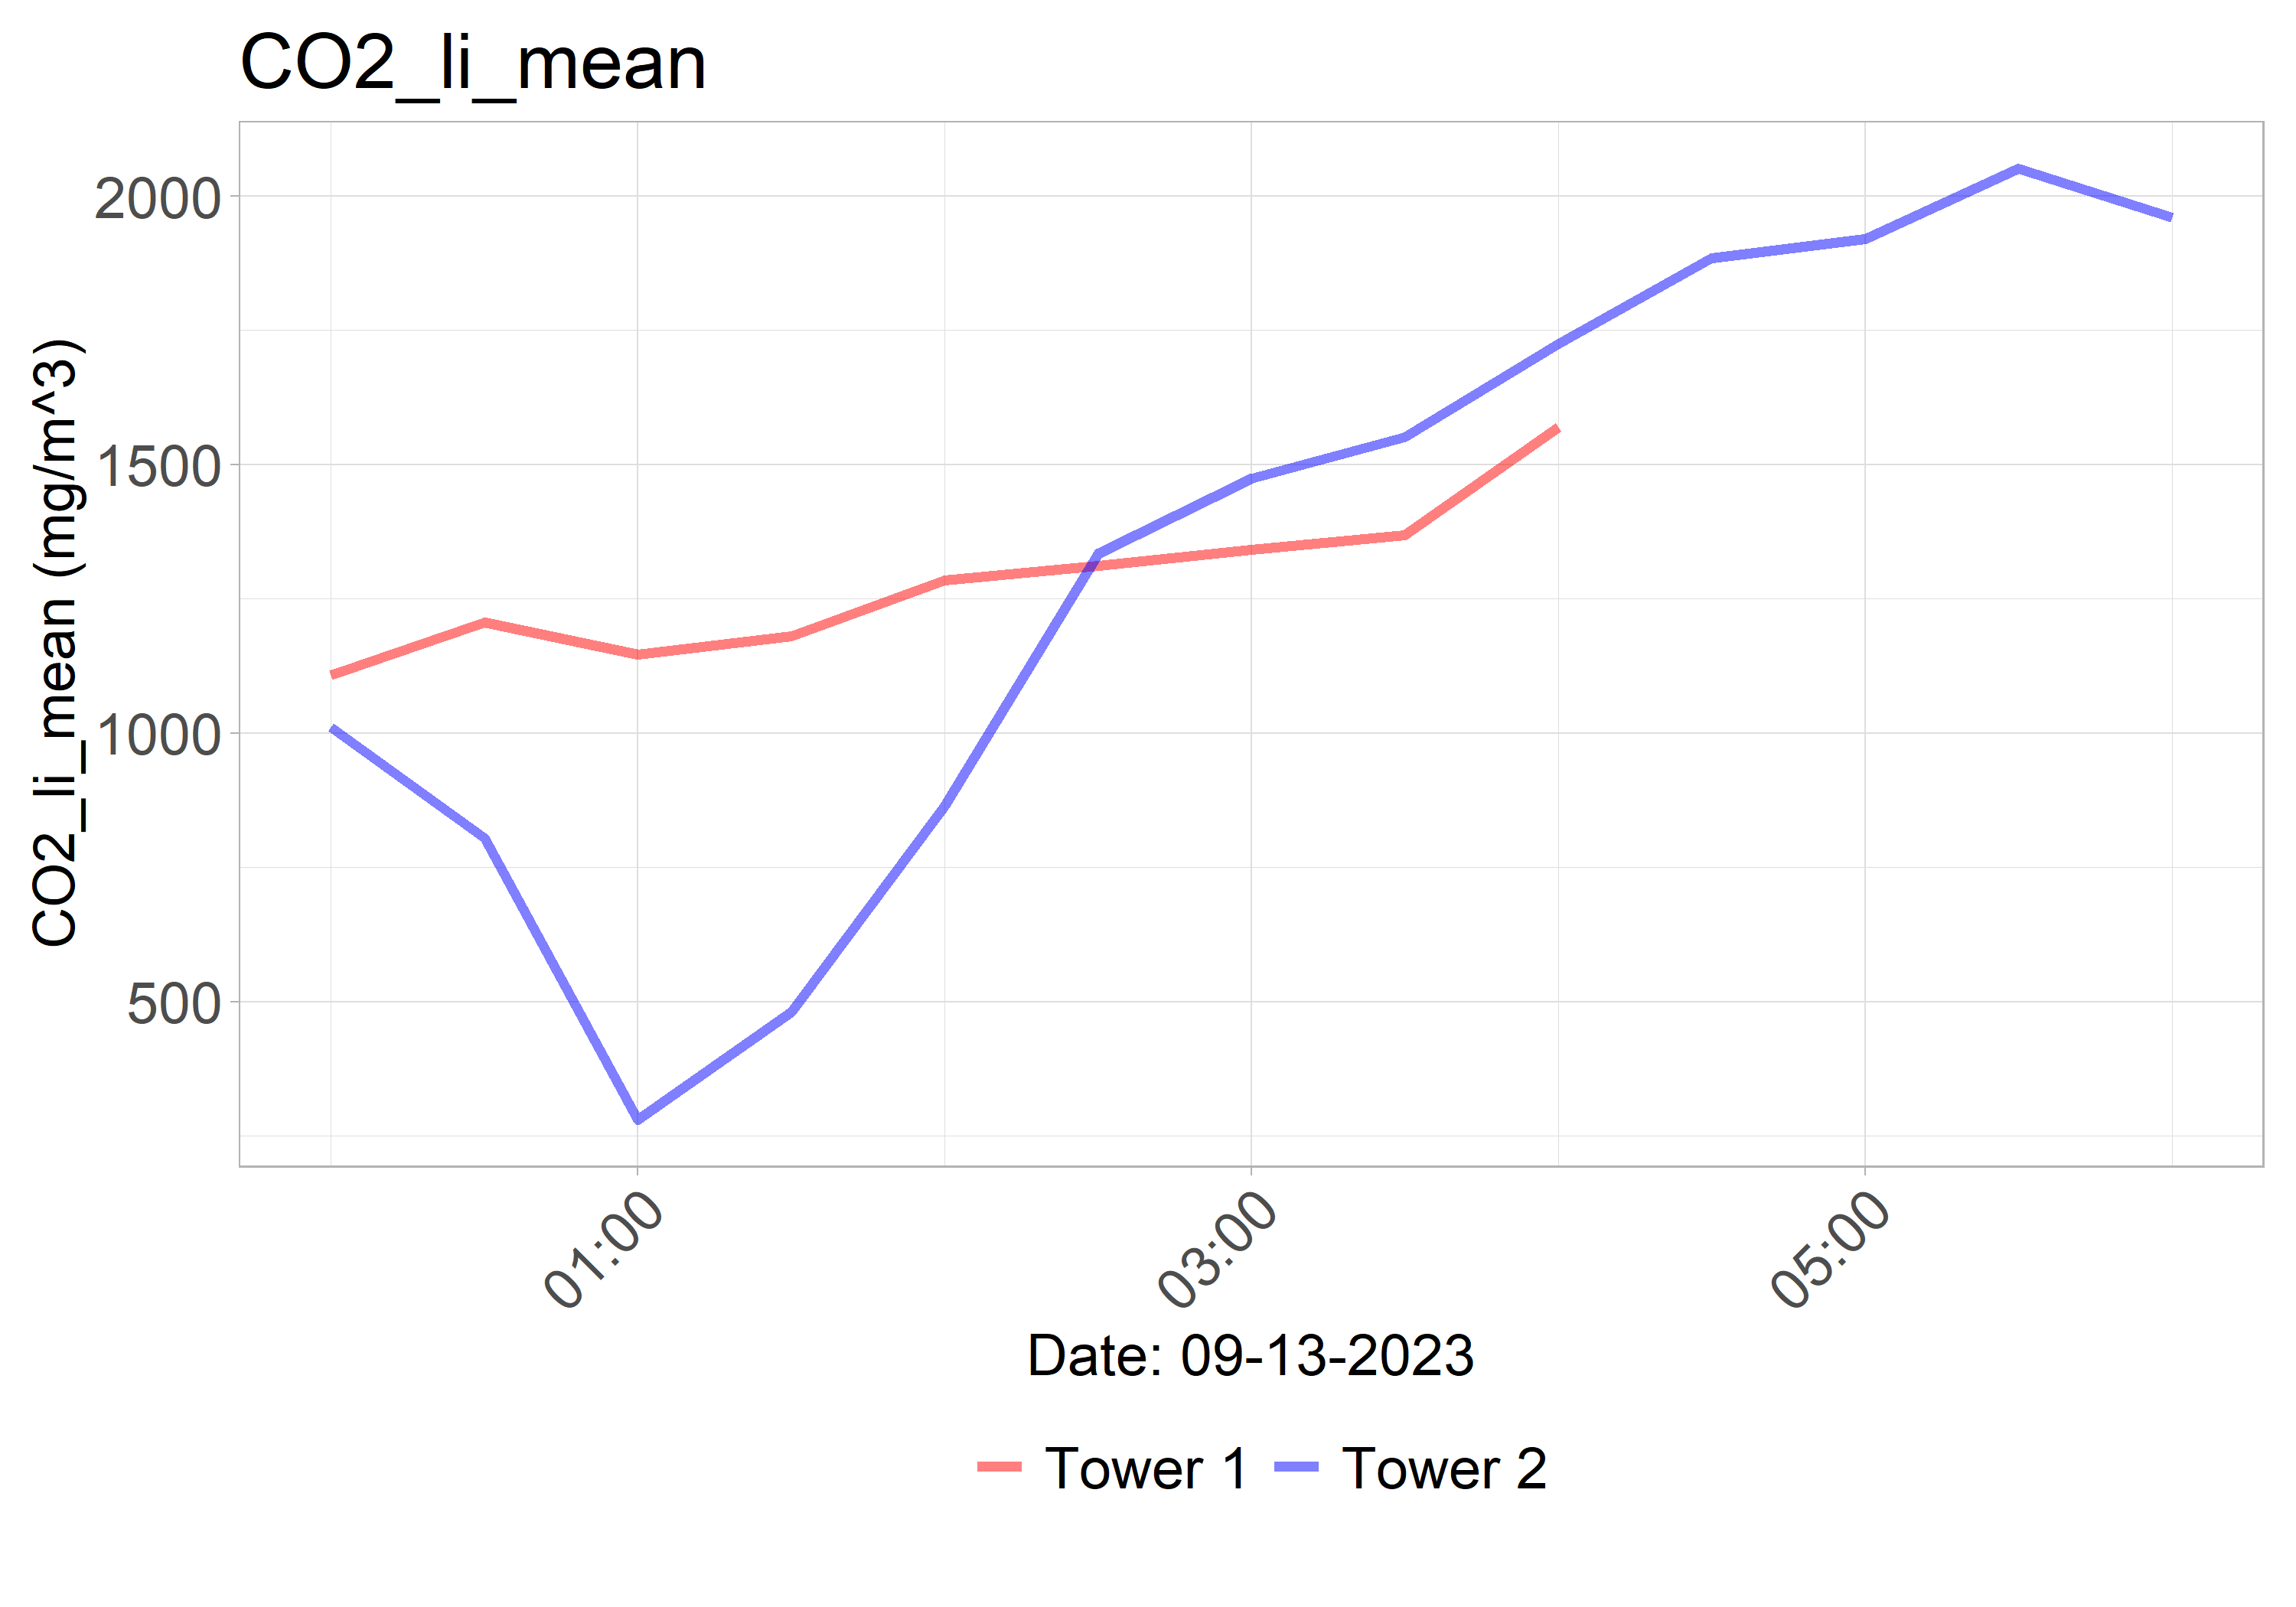 CO2_li_mean
CO2_li_mean (mg/m^3)
2000
1500
1000
500
01:00
03:00
05:00
Date: 09-13-2023
Tower 1
Tower 2